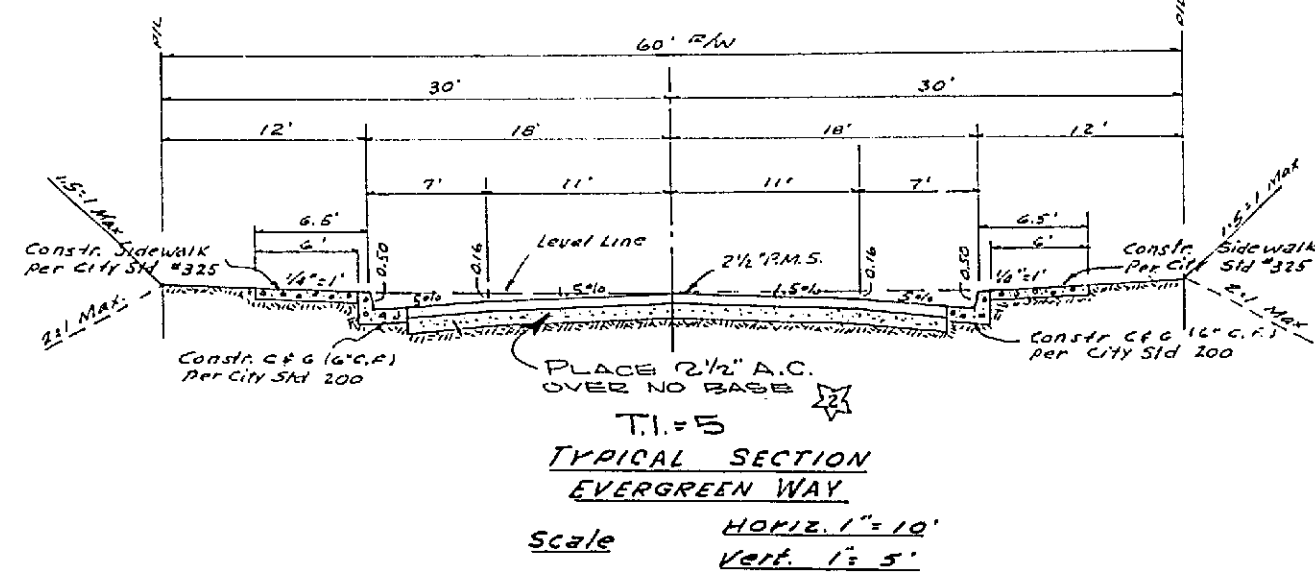 P/L
P/L
60' R/W
30'
30'
12'
18'
18'
12'
7'
11'
11'
7'
1.5=1 Max
6.5'
6'
Constr. Sidewalk
per City Std #325
1/4"=1'
0.50
0.16
Level Line
2½" P.M.S.
0.16
0.50
6.5'
6'
1.5=1 Max
Constr. Sidewalk
Per City Std #325
1/4"=1'
5%
1.5%
1.5%
5%
2:1 Max.
2:1 Max
Constr. C & G (6" C.F.)
per City Std 200
Constr C & G (6" C.F.)
per City Std 200
PLACE 2½" A.C.
OVER NO BASE
2
T.I.=5
TYPICAL SECTION
EVERGREEN WAY
Scale
HORIZ. 1"=10'
Vert. 1"=5'